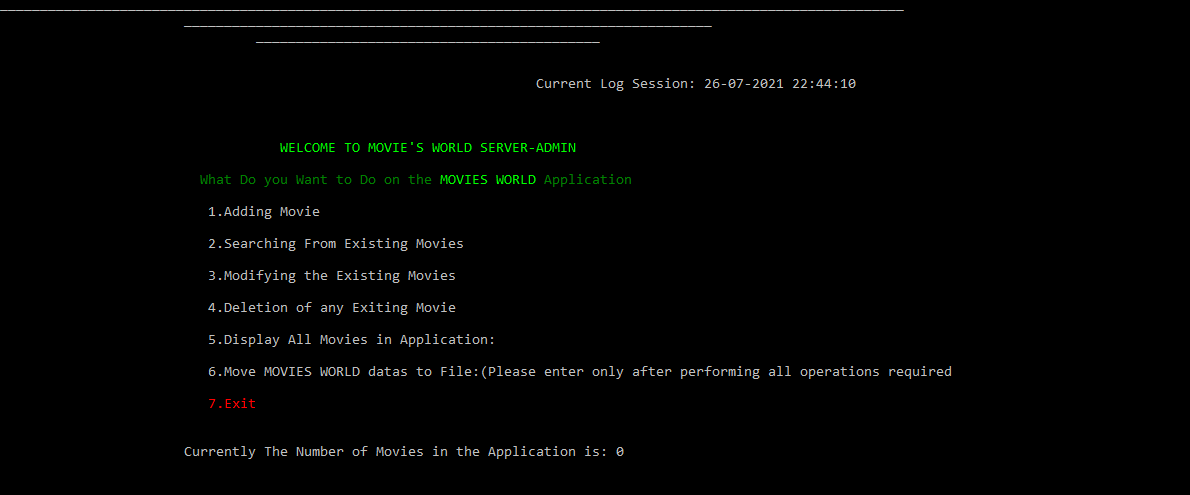 Current Log Session: 26-07-2021 22:44:10
WELCOME TO MOVIE'S WORLD SERVER-ADMIN
What Do you Want to Do on the MOVIES WORLD Application
1.Adding Movie
2.Searching From Existing Movies
3.Modifying the Existing Movies
4.Deletion of any Exiting Movie
5.Display All Movies in Application:
6.Move MOVIES WORLD datas to File:(Please enter only after performing all operations required
7.Exit
Currently The Number of Movies in the Application is: 0